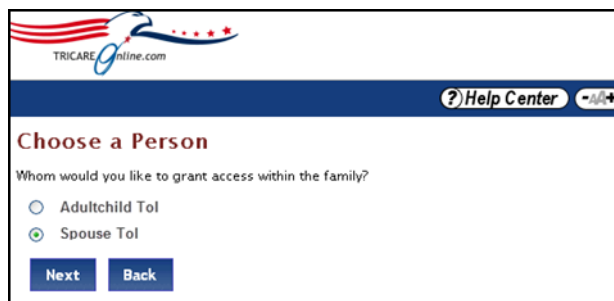 TRICARE Online.com
?Help Center -AA+
Choose a Person
Whom would you like to grant access within the family?
Adultchild Tol
Spouse Tol
Next Back